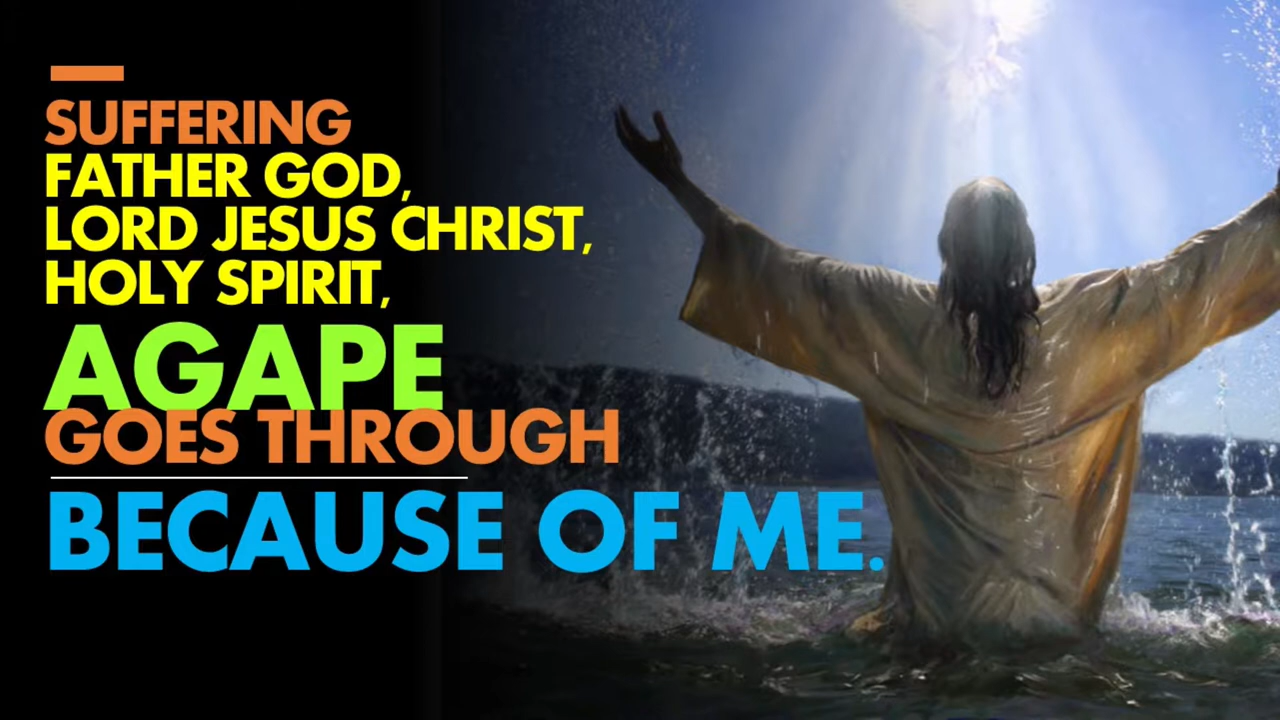 SUFFERING
FATHER GOD,
LORD JESUS CHRIST,
HOLY SPIRIT,
AGAPE
GOES THROUGH
BECAUSE OF ME.